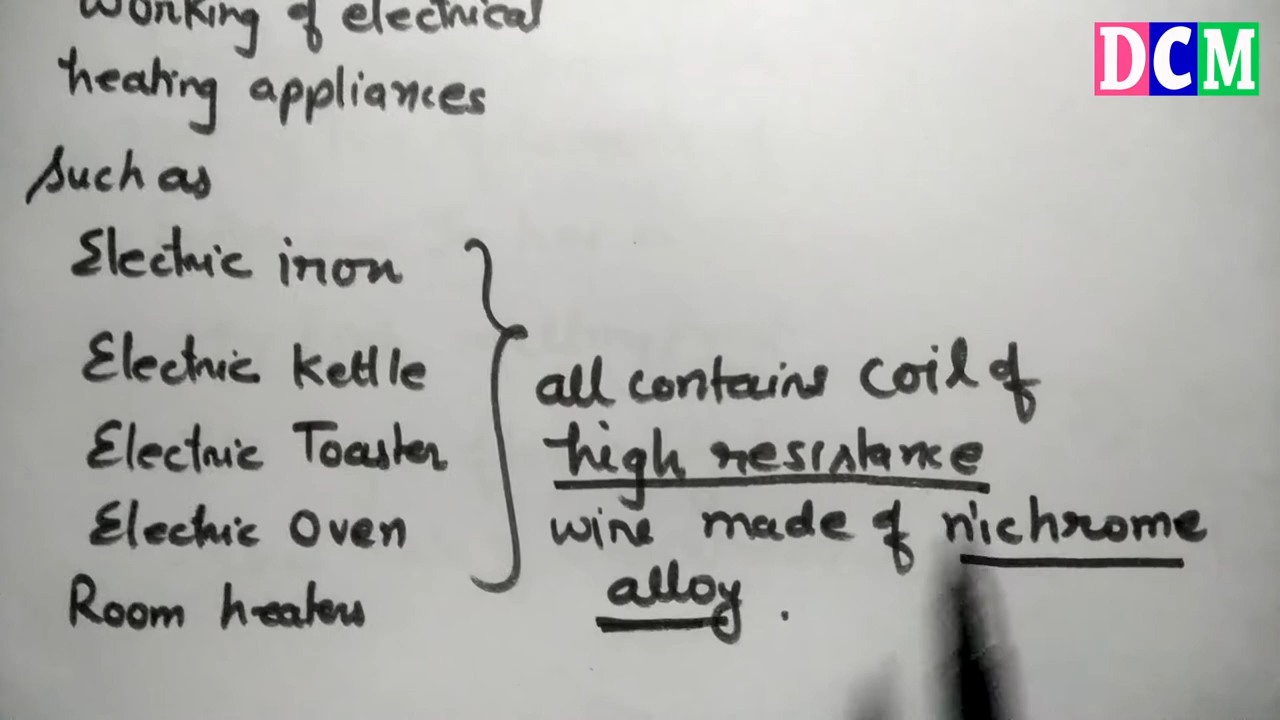 working of electrical
heating appliances
DCM
such as
Electric iron
Electric Kettle
Electric Toaster
Electric Oven
Room heaters
all contains coil of
high resistance
wire made of nichrome
alloy.